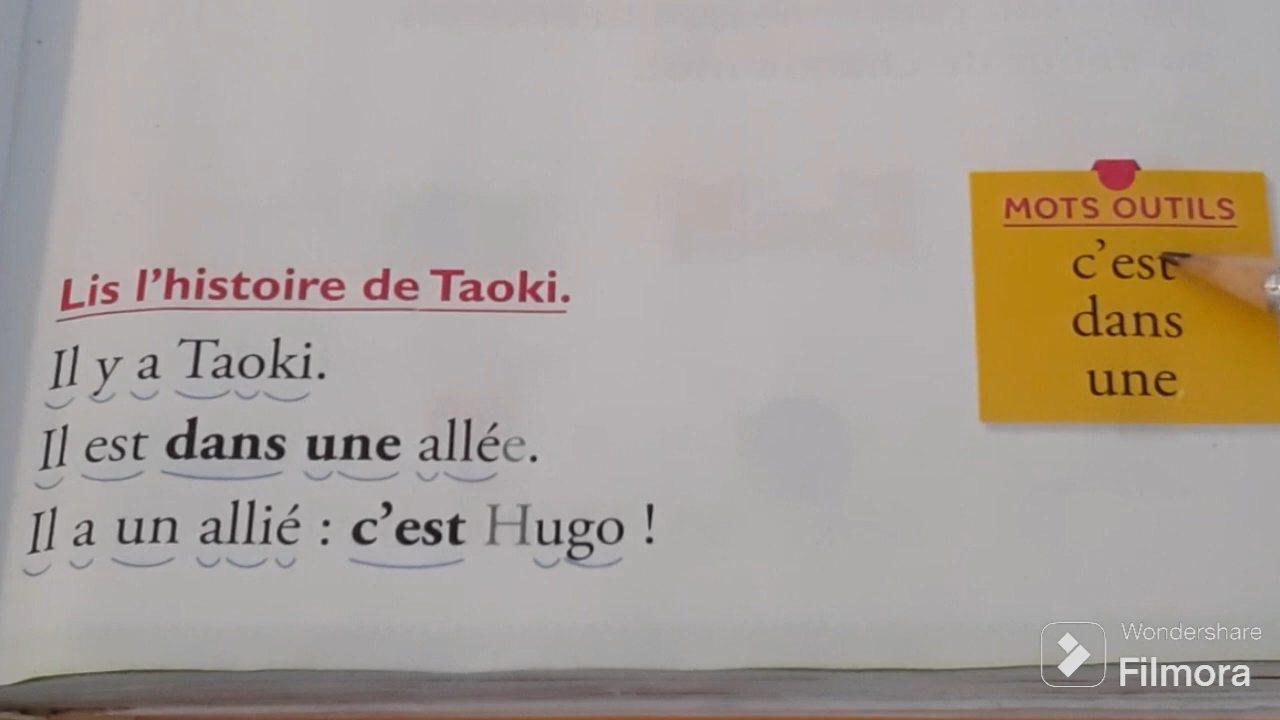 Lis l'histoire de Taoki.
Il y a Taoki.
Il est dans une allée.
Il a un allié : c'est Hugo !
MOTS OUTILS
c'est
dans
une
Wondershare
Filmora